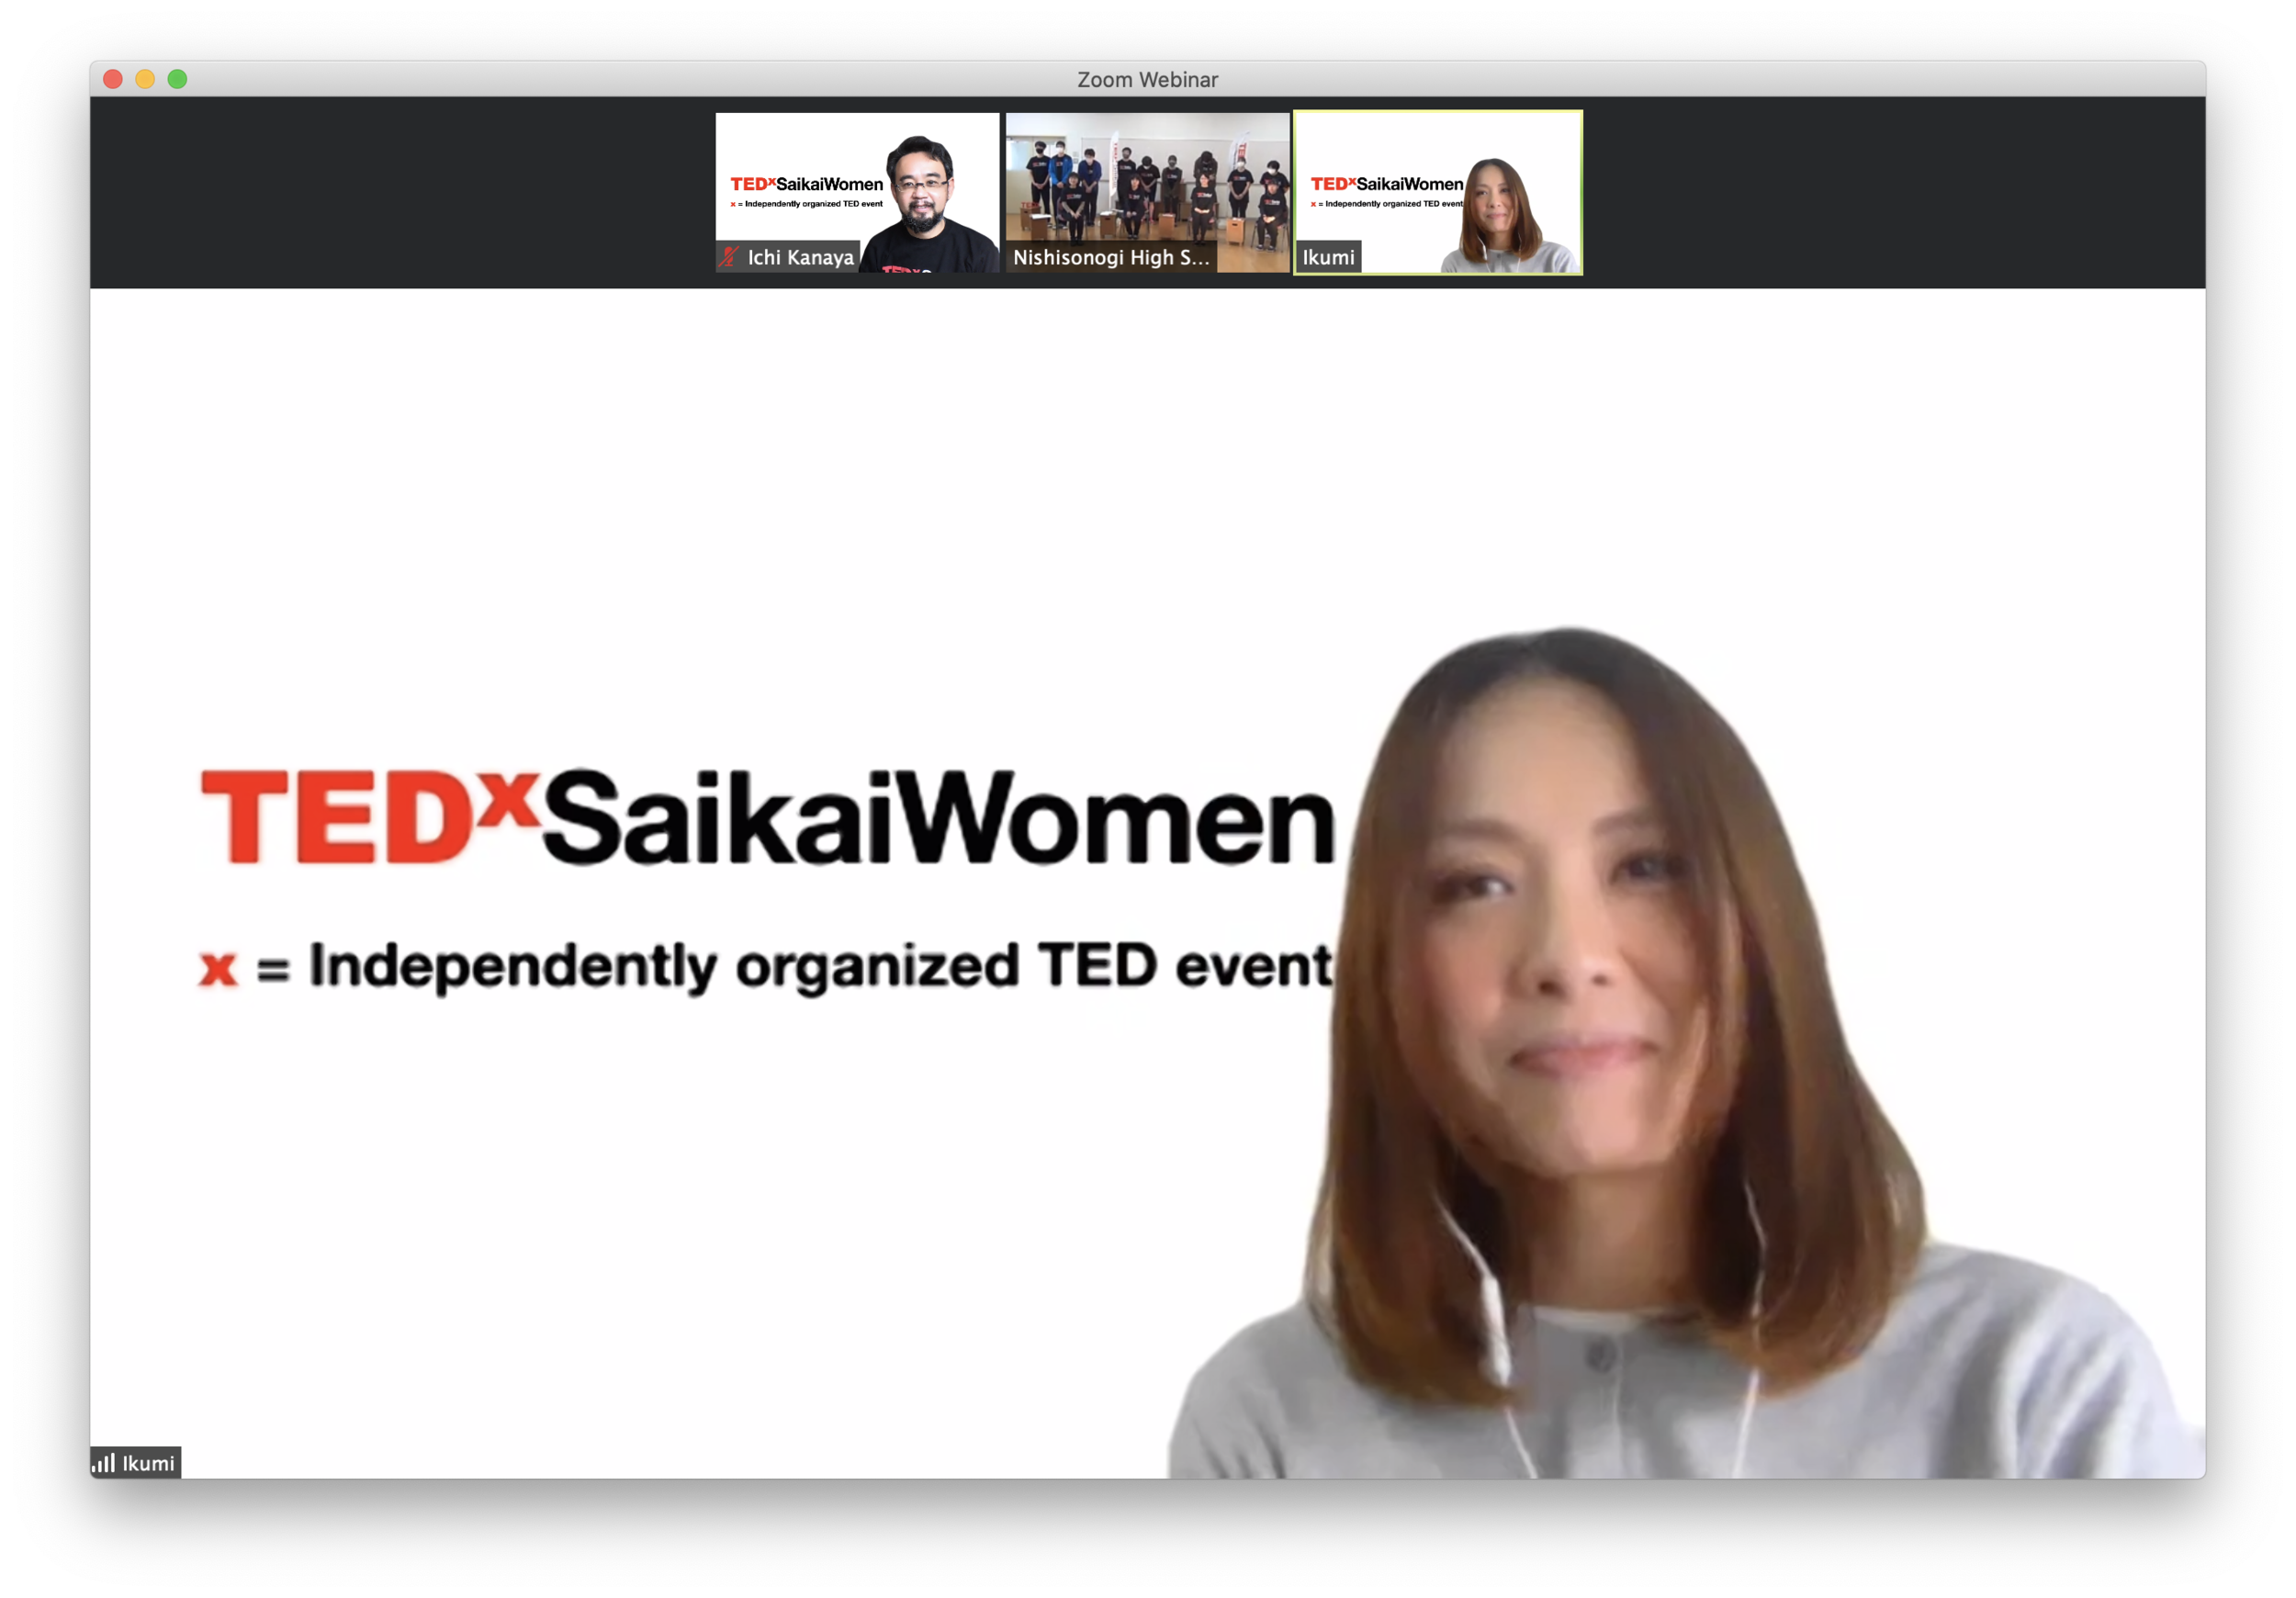 Zoom Webinar
TEDxSaikaiWomen
x = Independently organized TED event
Ichi Kanaya
TEDx
Nishisonogi High S...
TEDxSaikaiWomen
x = Independently organized TED event
Ikumi
TEDxSaikaiWomen
x = Independently organized TED event
Ikumi